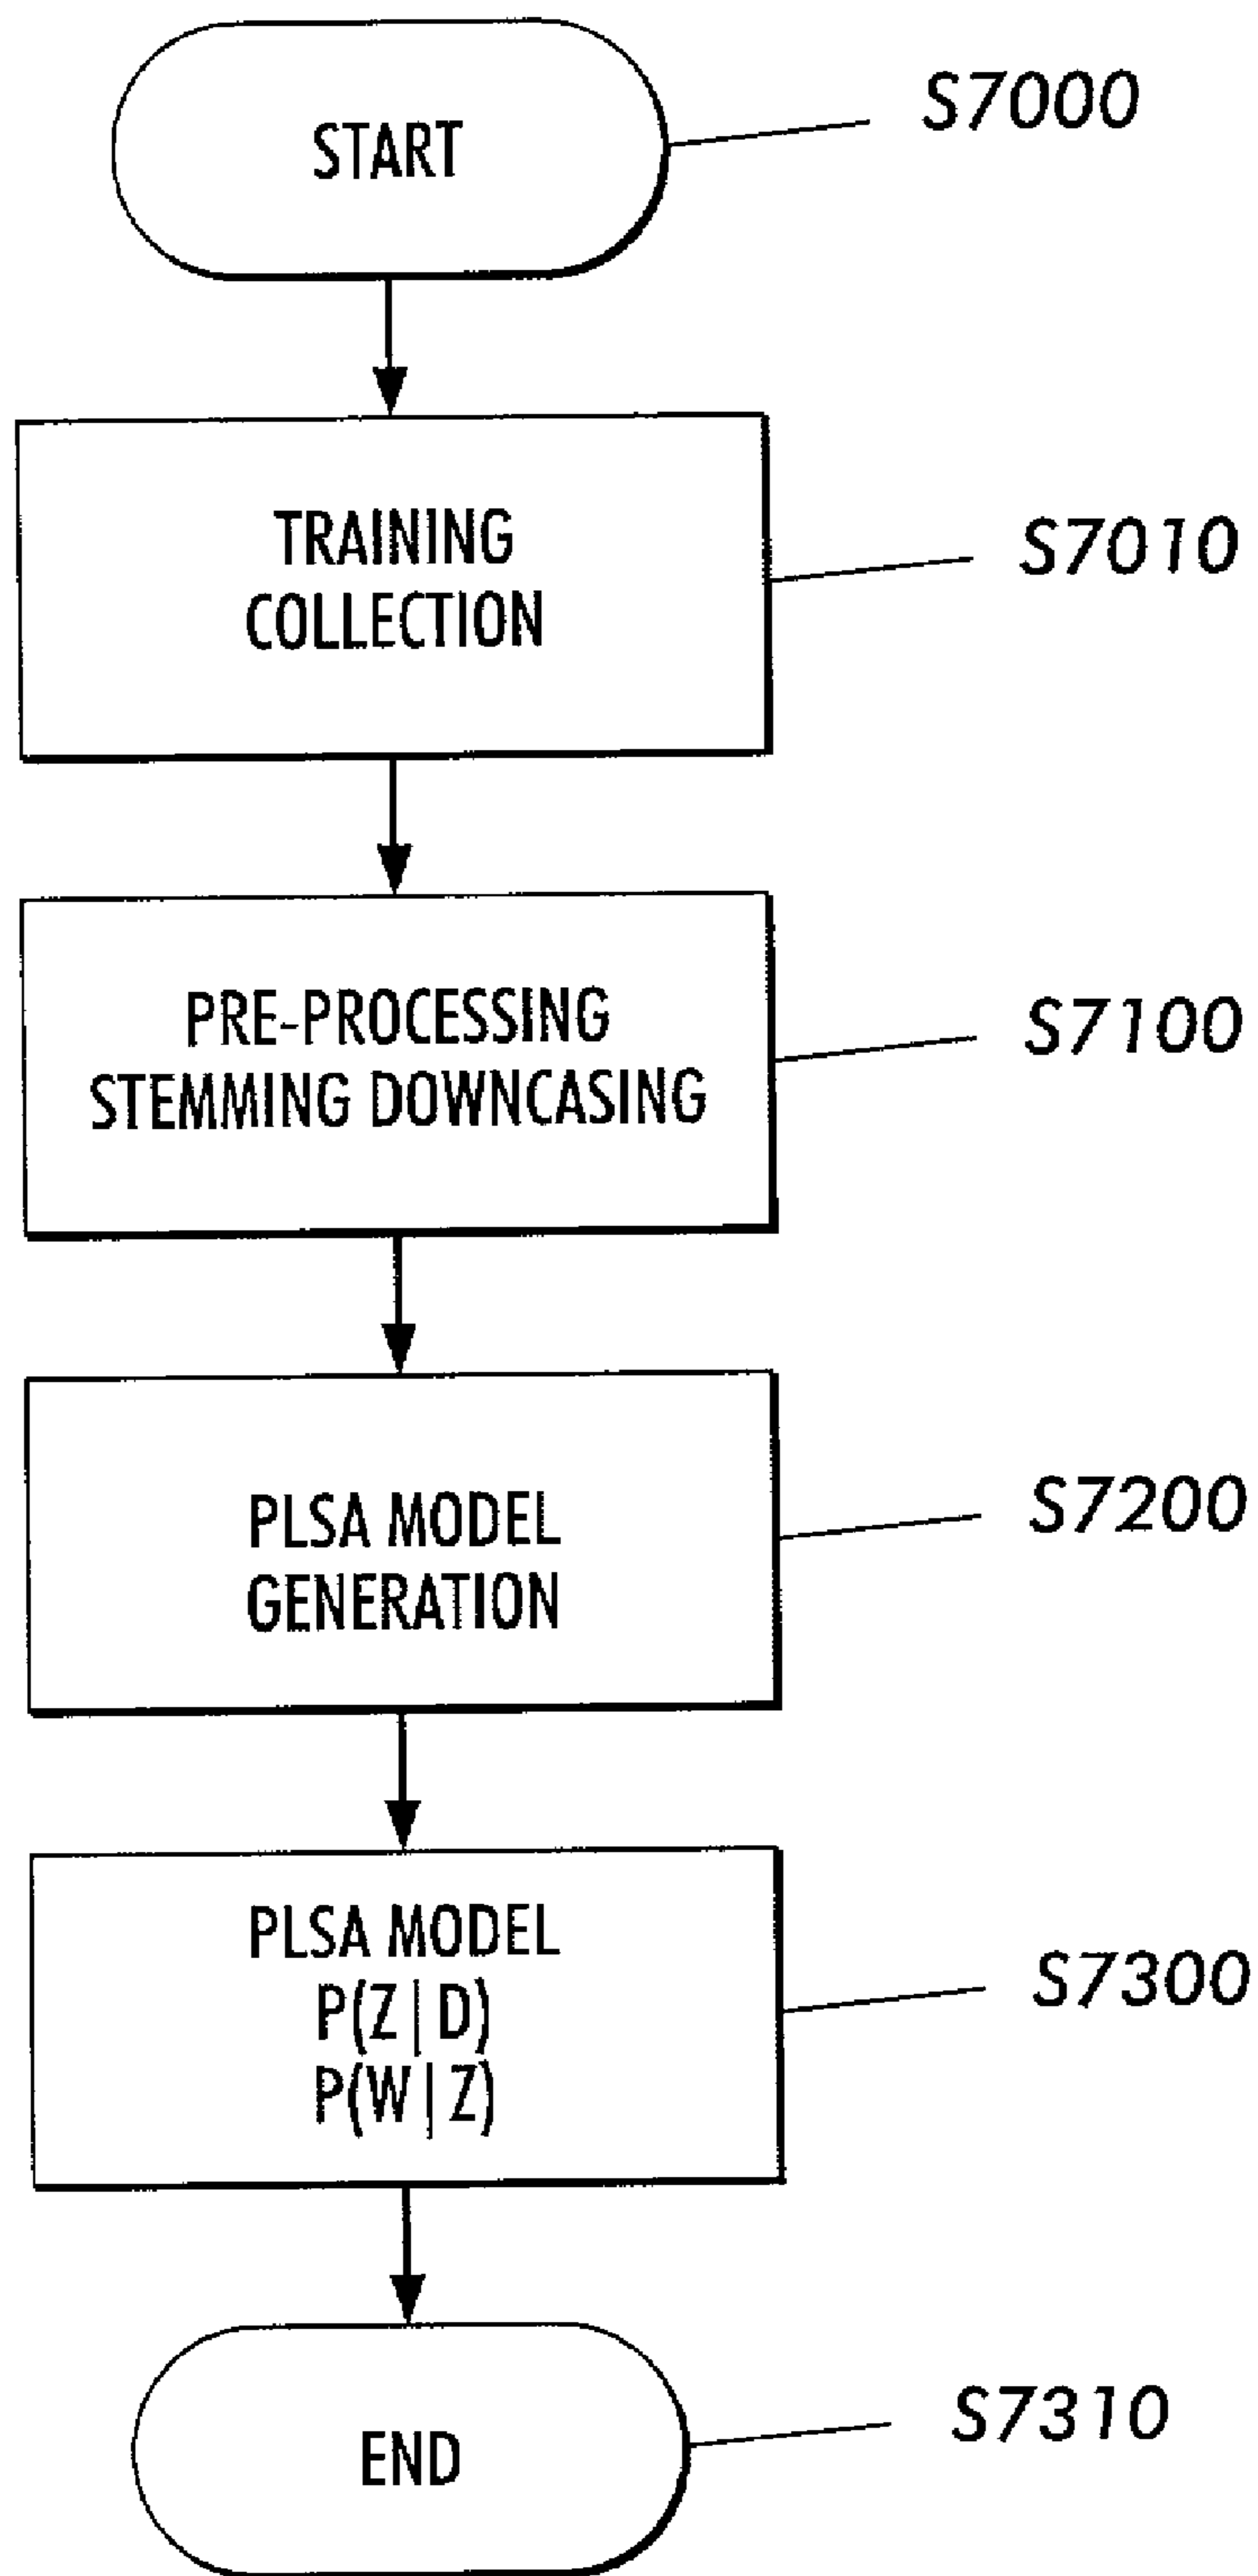 START
S7000
TRAINING
COLLECTION
S7010
PRE-PROCESSING
STEMMING DOWNCASING
S7100
PLSA MODEL
GENERATION
S7200
PLSA MODEL
P(Z|D)
P(W|Z)
S7300
END
S7310